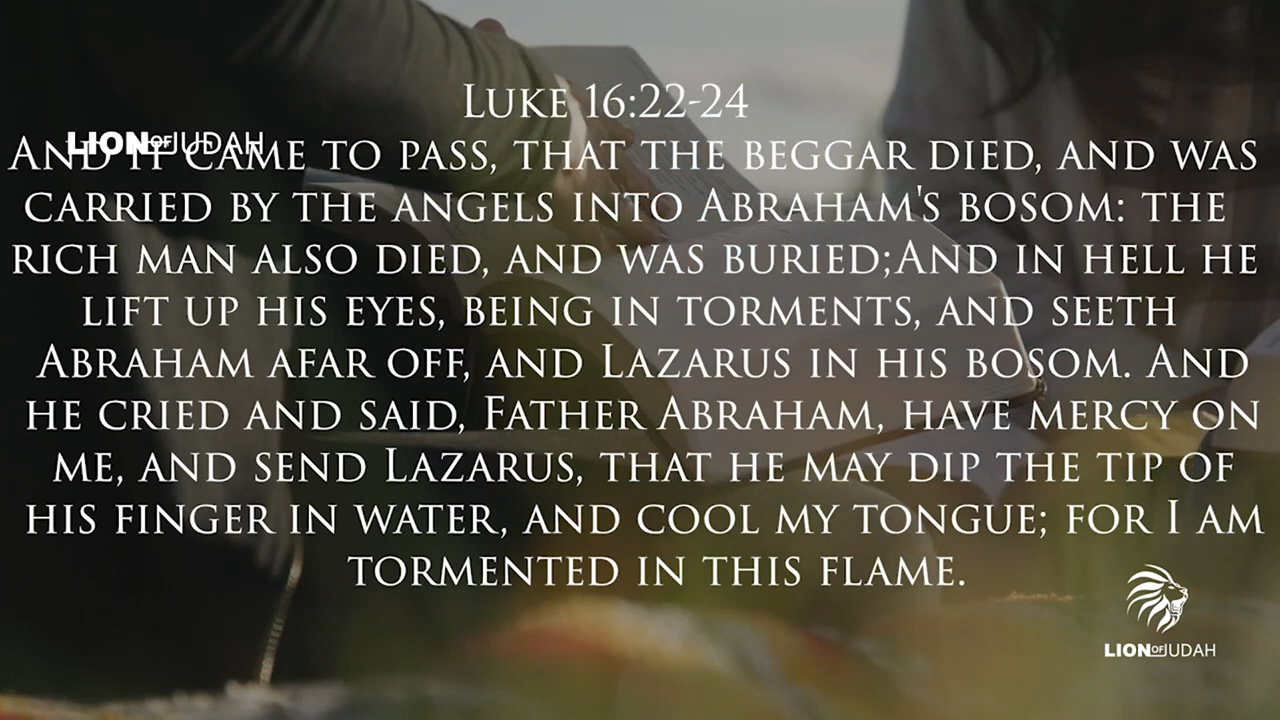 Luke 16:22-24
LION OF JUDAH
And it came to pass, that the beggar died, and was
carried by the angels into Abraham's bosom: the
rich man also died, and was buried;And in hell he
lift up his eyes, being in torments, and seeth
Abraham afar off, and Lazarus in his bosom. And
he cried and said, Father Abraham, have mercy on
me, and send Lazarus, that he may dip the tip of
his finger in water, and cool my tongue; for I am
tormented in this flame.
LION OF JUDAH